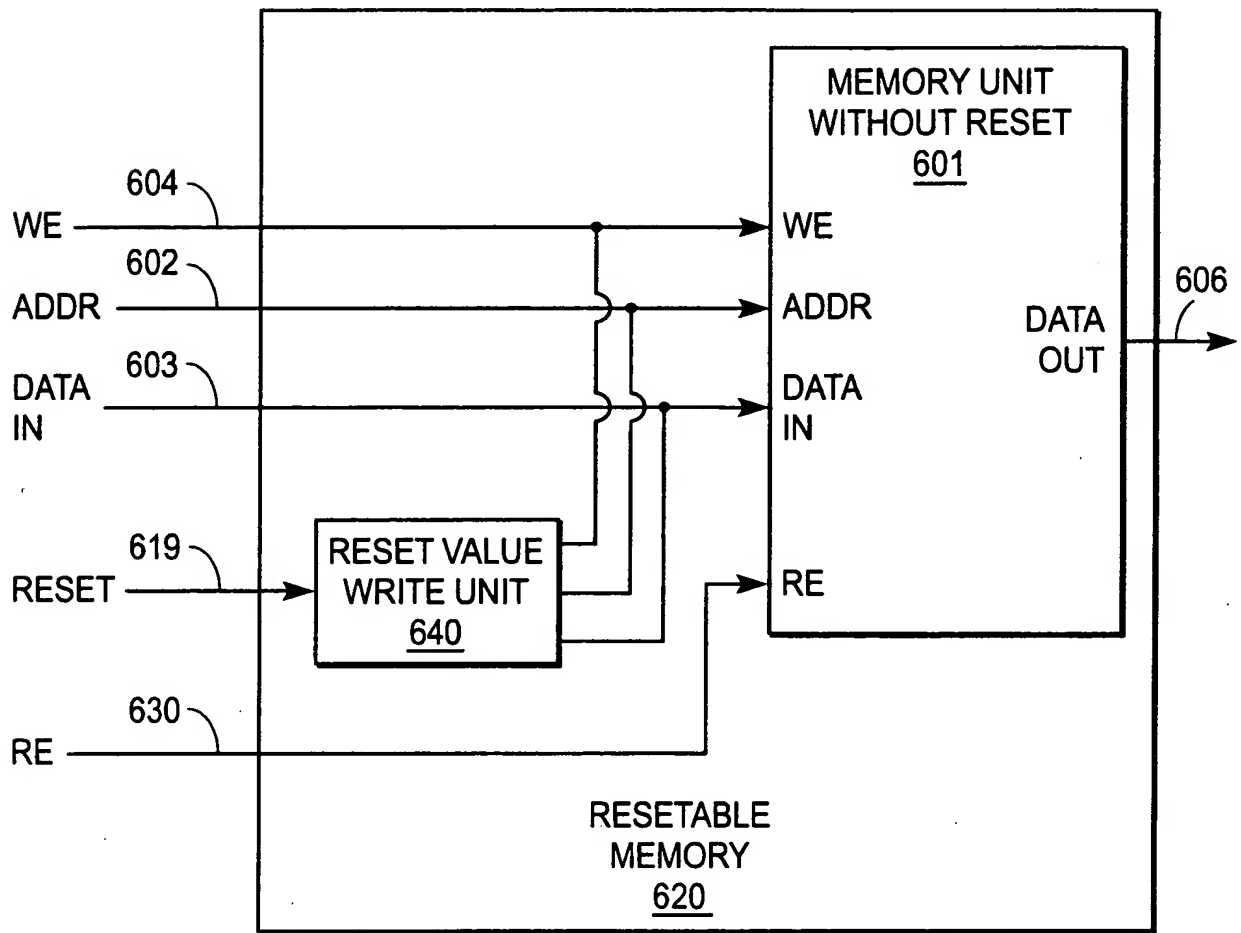 MEMORY UNIT
WITHOUT RESET
601
604
WE
WE
602
ADDR
ADDR
606
DATA
OUT
603
DATA
IN
DATA
IN
619
RESET
RESET VALUE
WRITE UNIT
640
RE
630
RE
RESETABLE
MEMORY
620